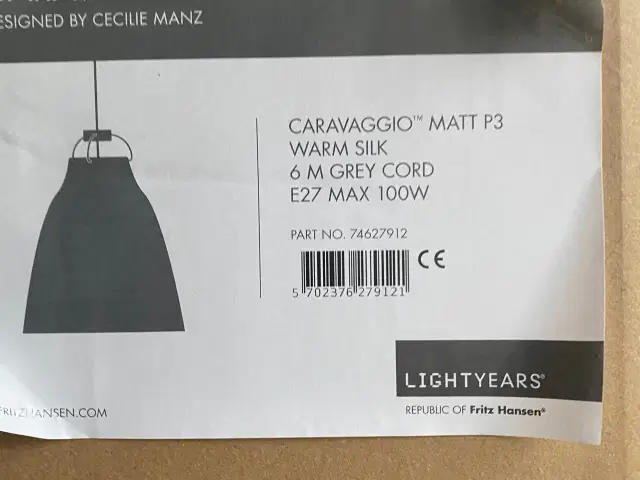 DESIGNED BY CECILIE MANZ
CARAVAGGIO™ MATT P3
WARM SILK
6 M GREY CORD
E27 MAX 100W
PART NO. 74627912
CE
5 702376 279121
LIGHTYEARS®
REPUBLIC OF Fritz Hansen®
FRITZHANSEN.COM